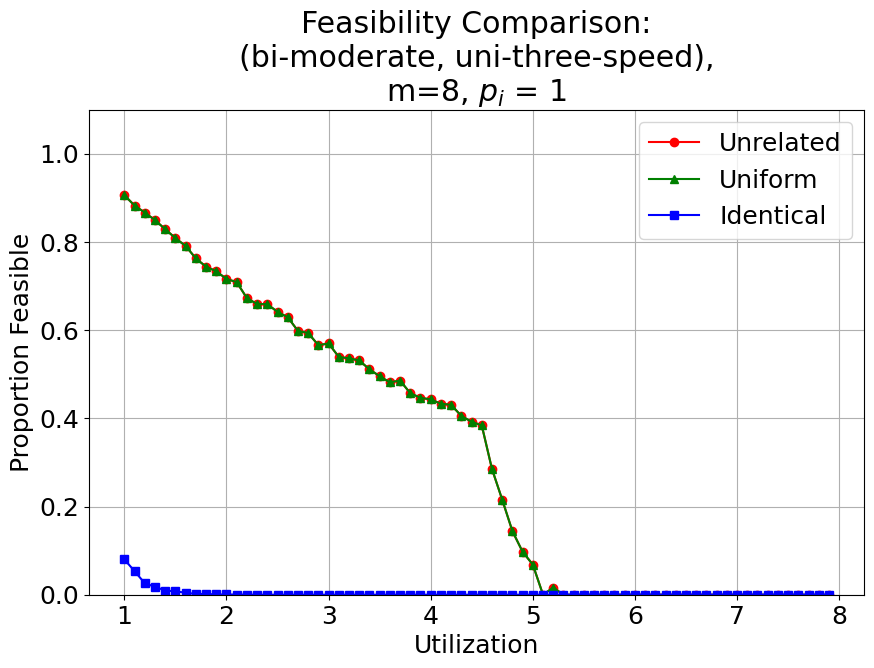 Feasibility Comparison:
(bi-moderate, uni-three-speed),
m=8, $p_i$ = 1
Unrelated
Uniform
Identical
Proportion Feasible
1.0
0.8
0.6
0.4
0.2
0.0
1 2 3 4 5 6 7 8
Utilization